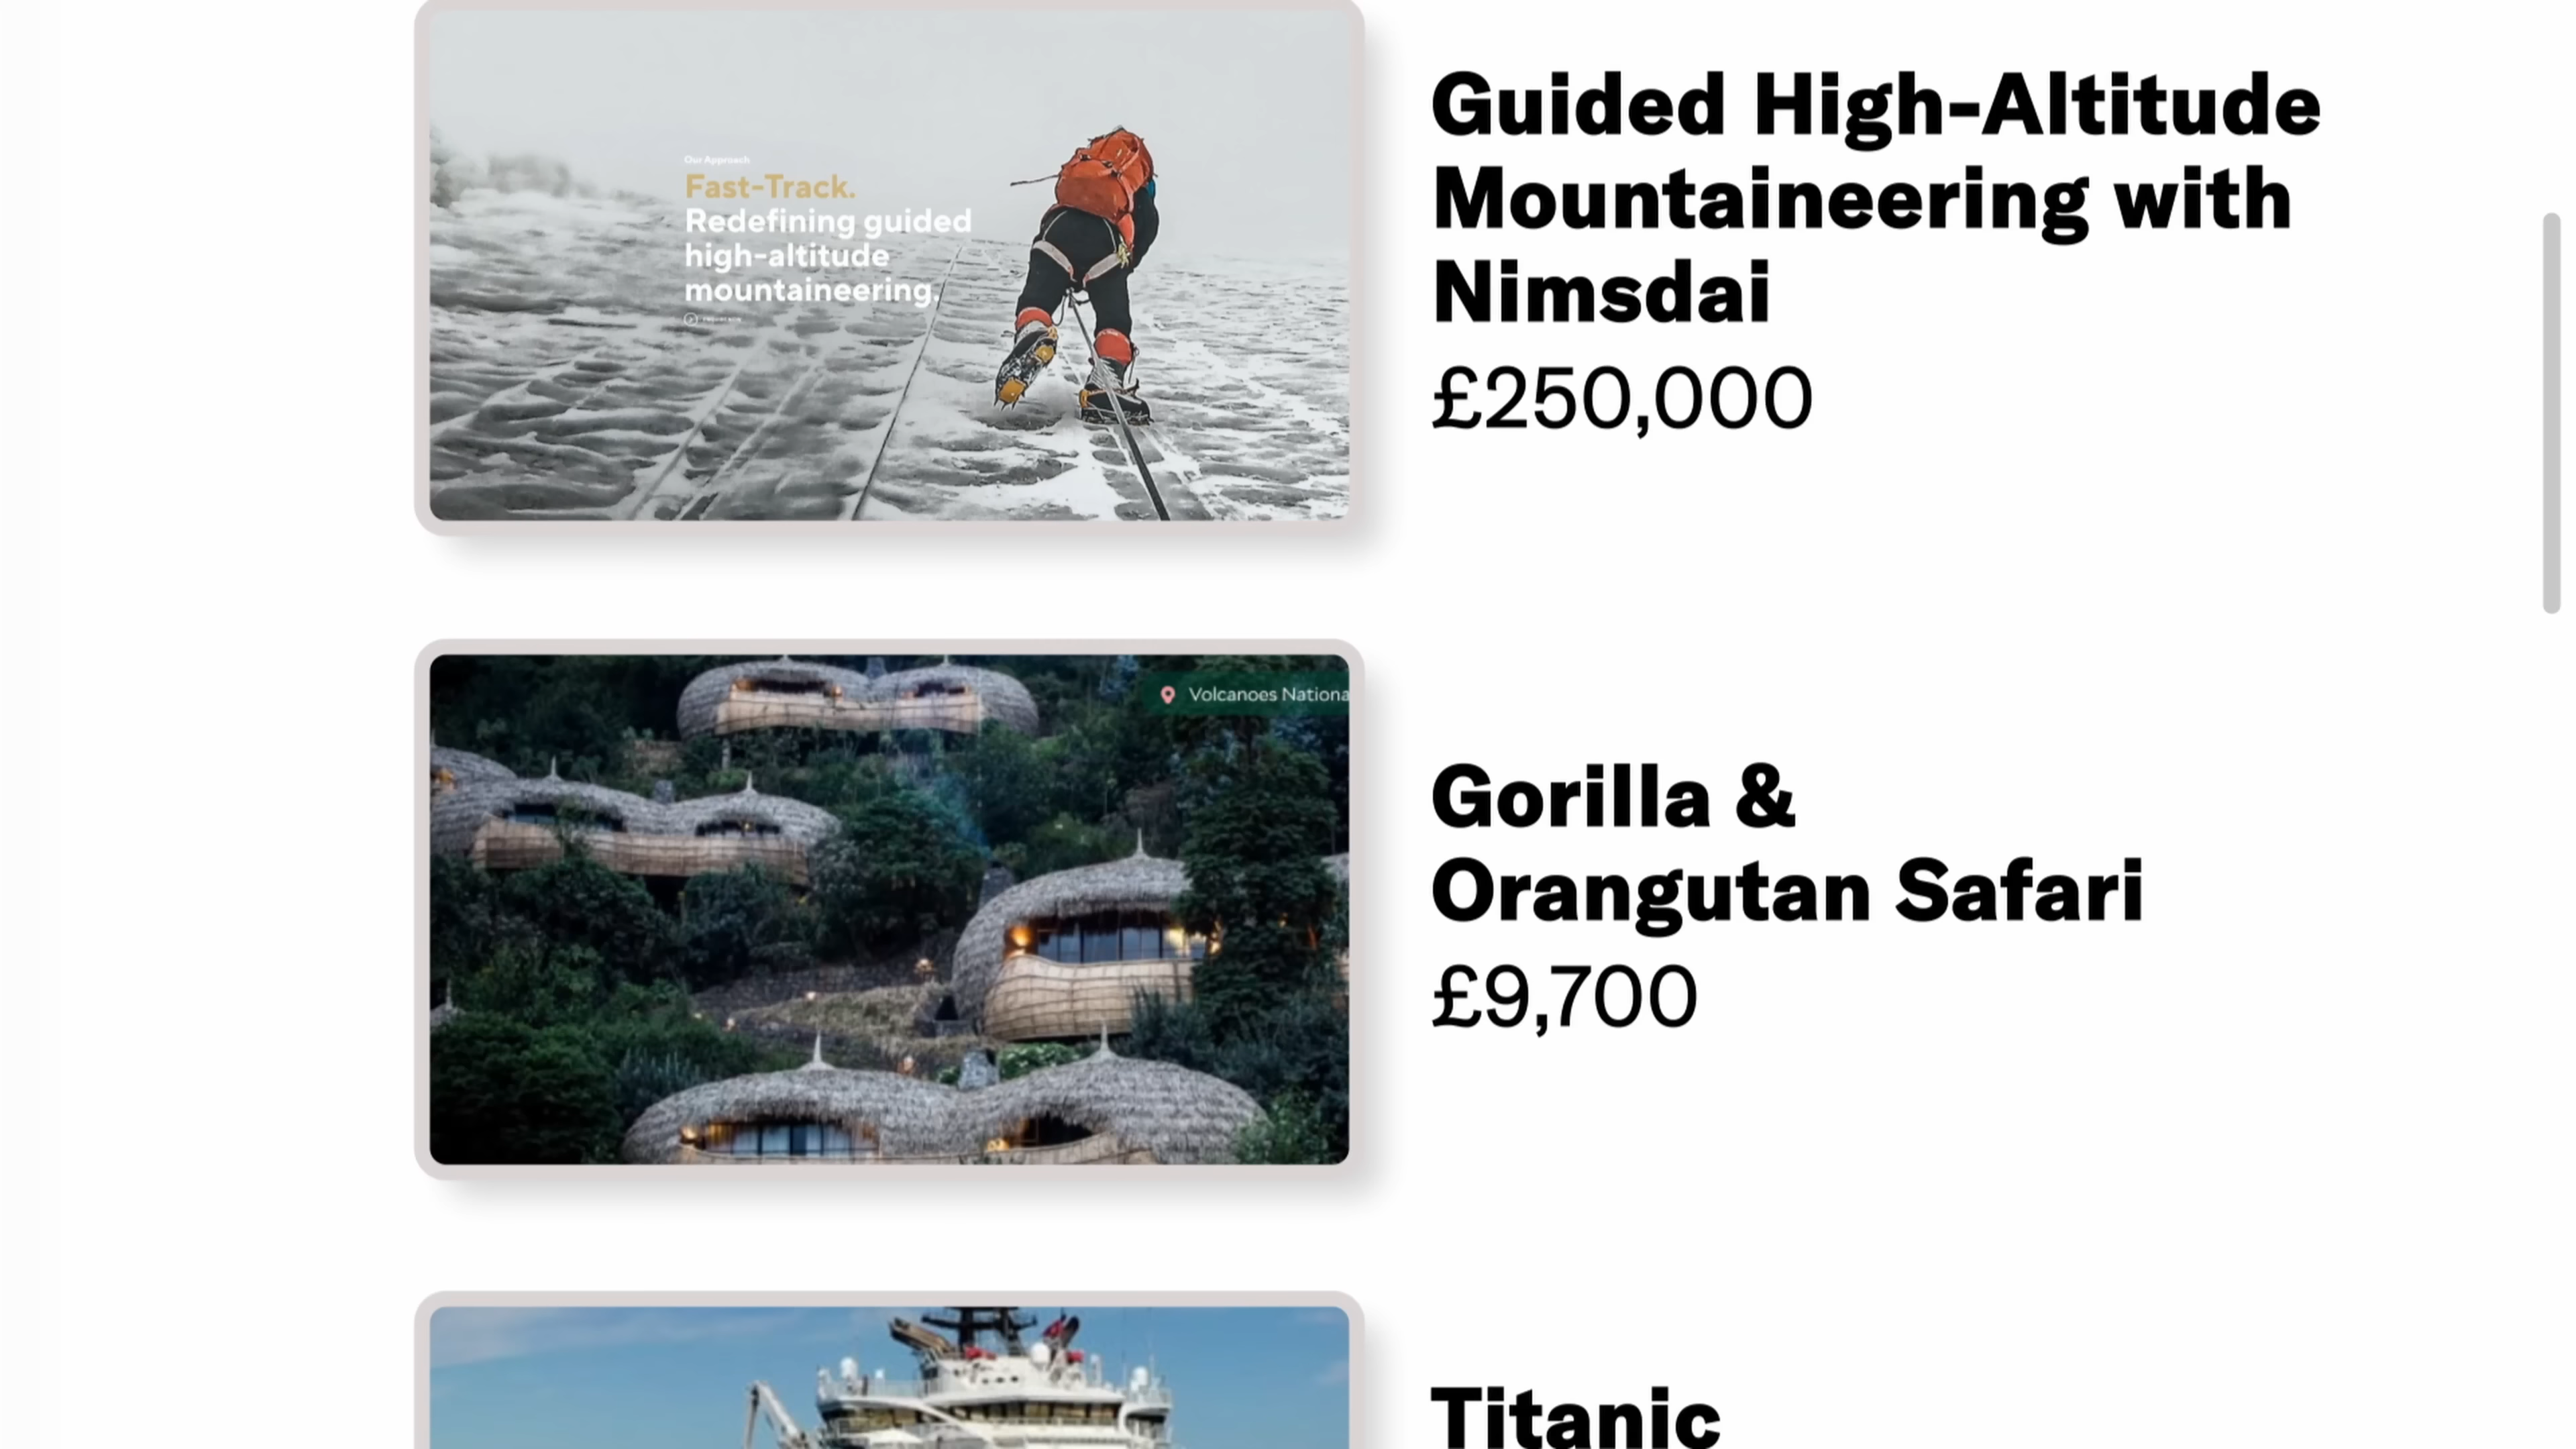 Our Approach
Fast-Track.
Redefining guided
high-altitude
mountaineering.
Guided High-Altitude
Mountaineering with
Nimsdai
£250,000
Volcanoes Nationa
Gorilla &
Orangutan Safari
£9,700
Titanic